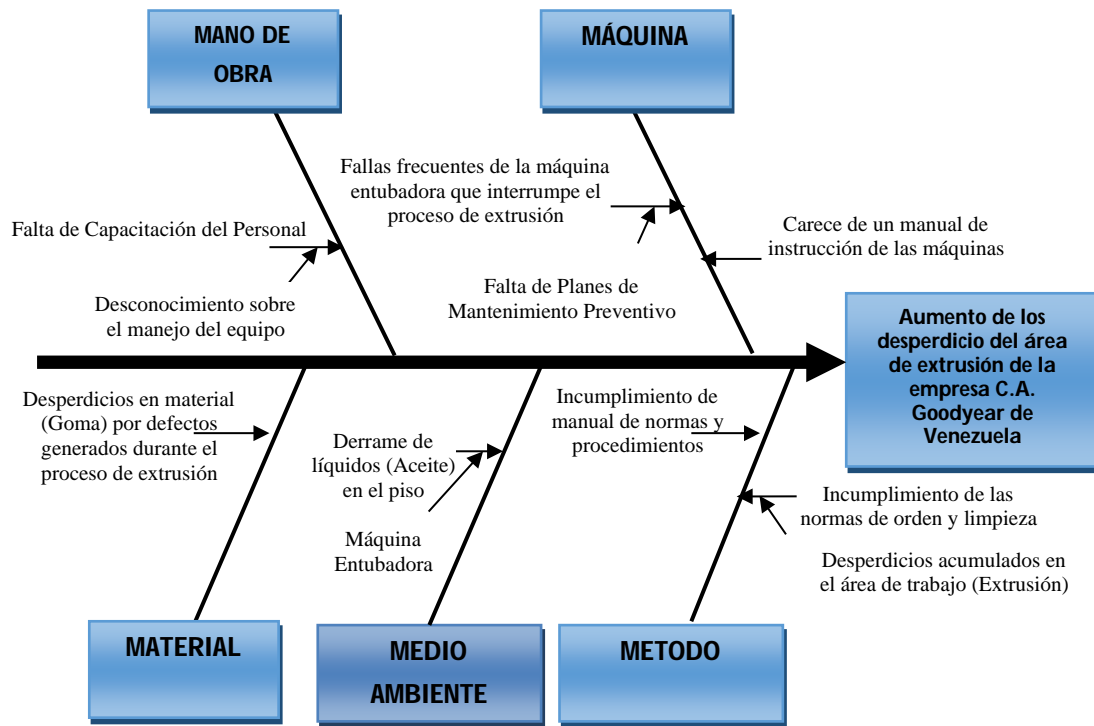 MANO DE
OBRA
MÁQUINA
Fallas frecuentes de la máquina
entubadora que interrumpe el
proceso de extrusión
Falta de Capacitación del Personal
Carece de un manual de
instrucción de las máquinas
Desconocimiento sobre
el manejo del equipo
Falta de Planes de
Mantenimiento Preventivo
Aumento de los
desperdicio del área
de extrusión de la
empresa C.A.
Goodyear de
Venezuela
Desperdicios en material
(Goma) por defectos
generados durante el
proceso de extrusión
Derrame de
líquidos (Aceite)
en el piso
Máquina
Entubadora
Incumplimiento de
manual de normas y
procedimientos
Incumplimiento de las
normas de orden y limpieza
Desperdicios acumulados en
el área de trabajo (Extrusión)
MATERIAL
MEDIO
AMBIENTE
METODO